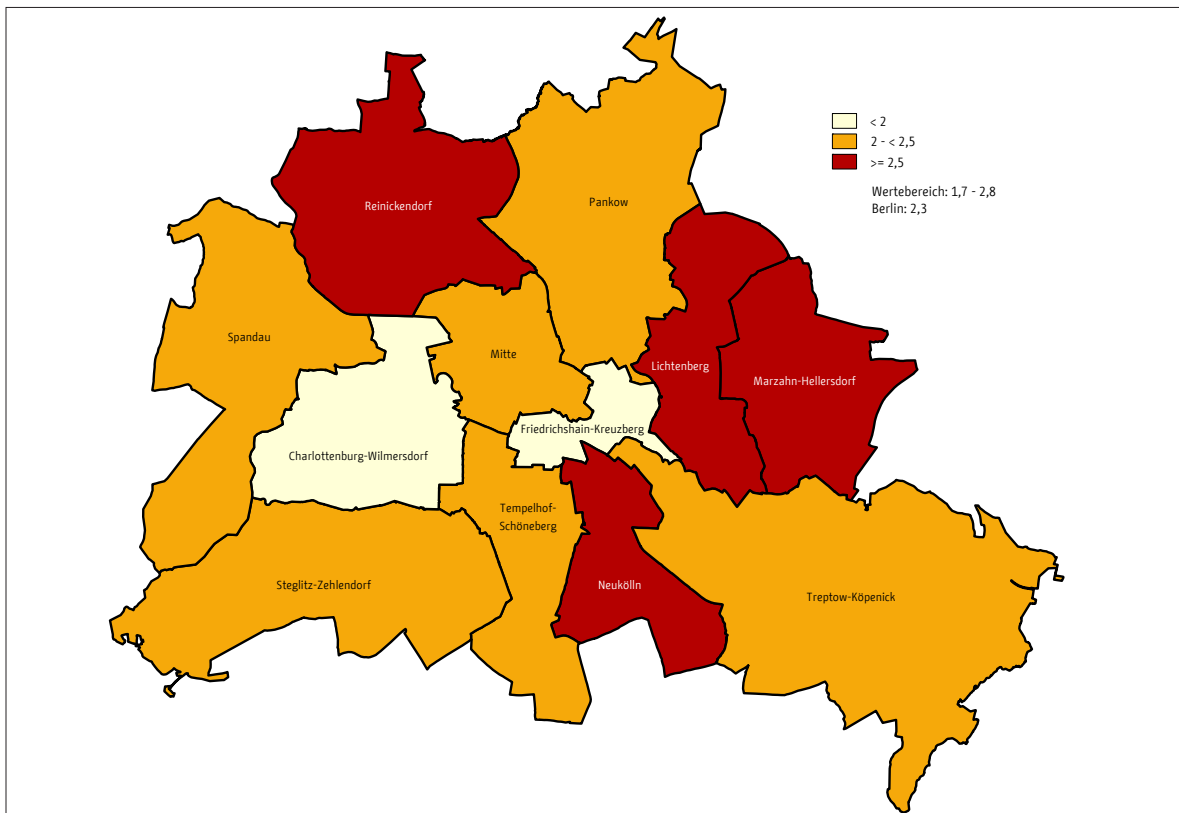 < 2
2 - < 2,5
>= 2,5
Wertebereich: 1,7 - 2,8
Berlin: 2,3
Reinickendorf
Pankow
Spandau
Mitte
Lichtenberg
Marzahn-Hellersdorf
Friedrichshain-Kreuzberg
Charlottenburg-Wilmersdorf
Tempelhof-
Schöneberg
Steglitz-Zehlendorf
Neukölln
Treptow-Köpenick